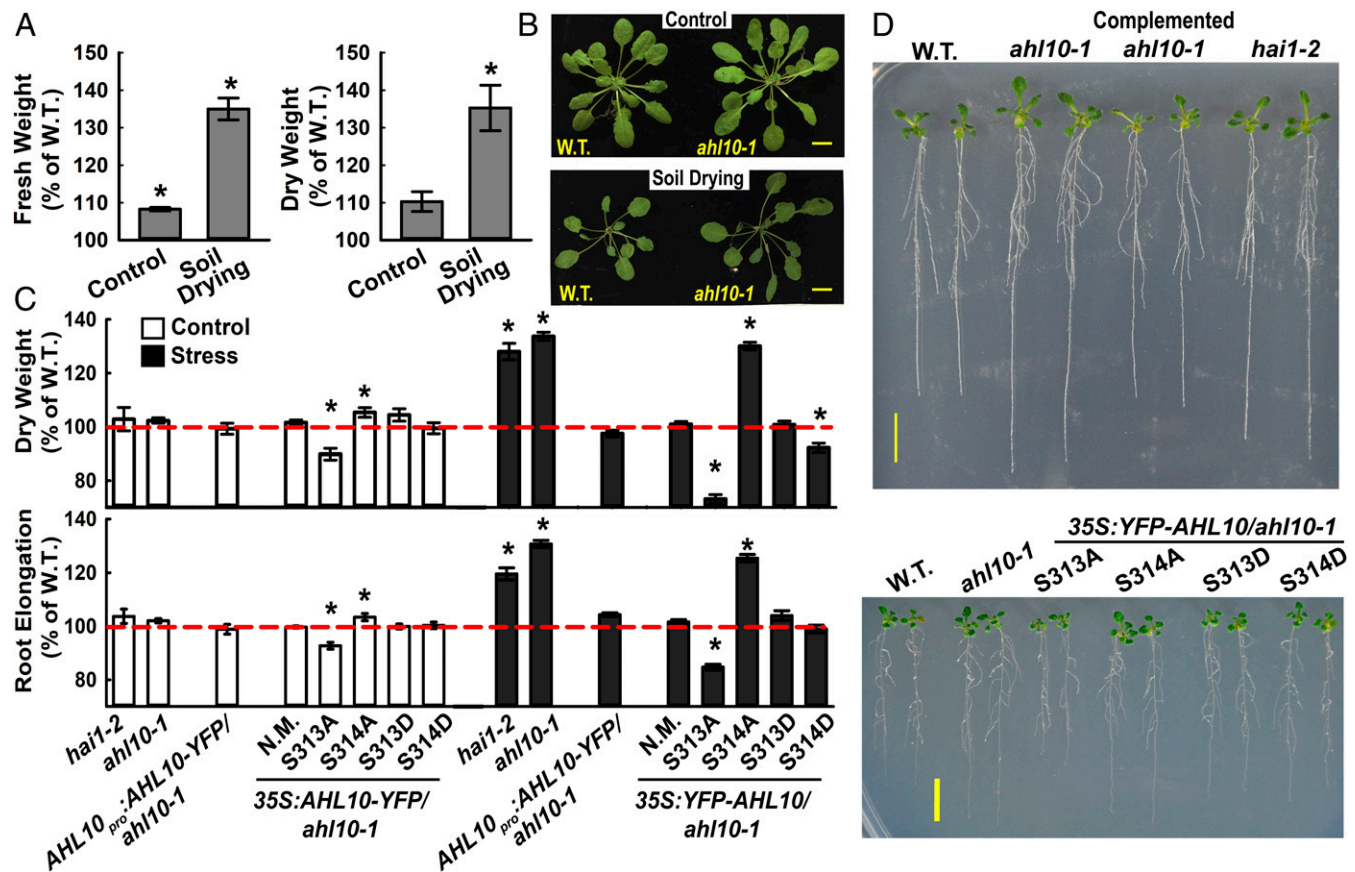 A
Fresh Weight
(% of W.T.)
150
140
130
120
110
100
*
*
Control
Soil
Drying
Dry Weight
(% of W.T.)
150
140
130
120
110
100
*
Control
Soil
Drying
B
Control
W.T.
ahl10-1
Soil Drying
W.T.
ahl10-1
C
Control
Stress
Dry Weight
(% of W.T.)
140
120
100
80
*
*
*
*
*
*
*
Root Elongation
(% of W.T.)
140
120
100
80
*
*
*
*
*
*
hai1-2
ahl10-1
AHL10pro:AHL10-YFP/
ahl10-1
N.M.
S313A
S314A
S313D
S314D
35S:AHL10-YFP/
ahl10-1
hai1-2
ahl10-1
AHL10pro:AHL10-YFP/
ahl10-1
N.M.
S313A
S314A
S313D
S314D
35S:YFP-AHL10/
ahl10-1
D
Complemented
W.T.
ahl10-1
ahl10-1
hai1-2
35S:YFP-AHL10/ahl10-1
W.T.
ahl10-1
S313A
S314A
S313D
S314D